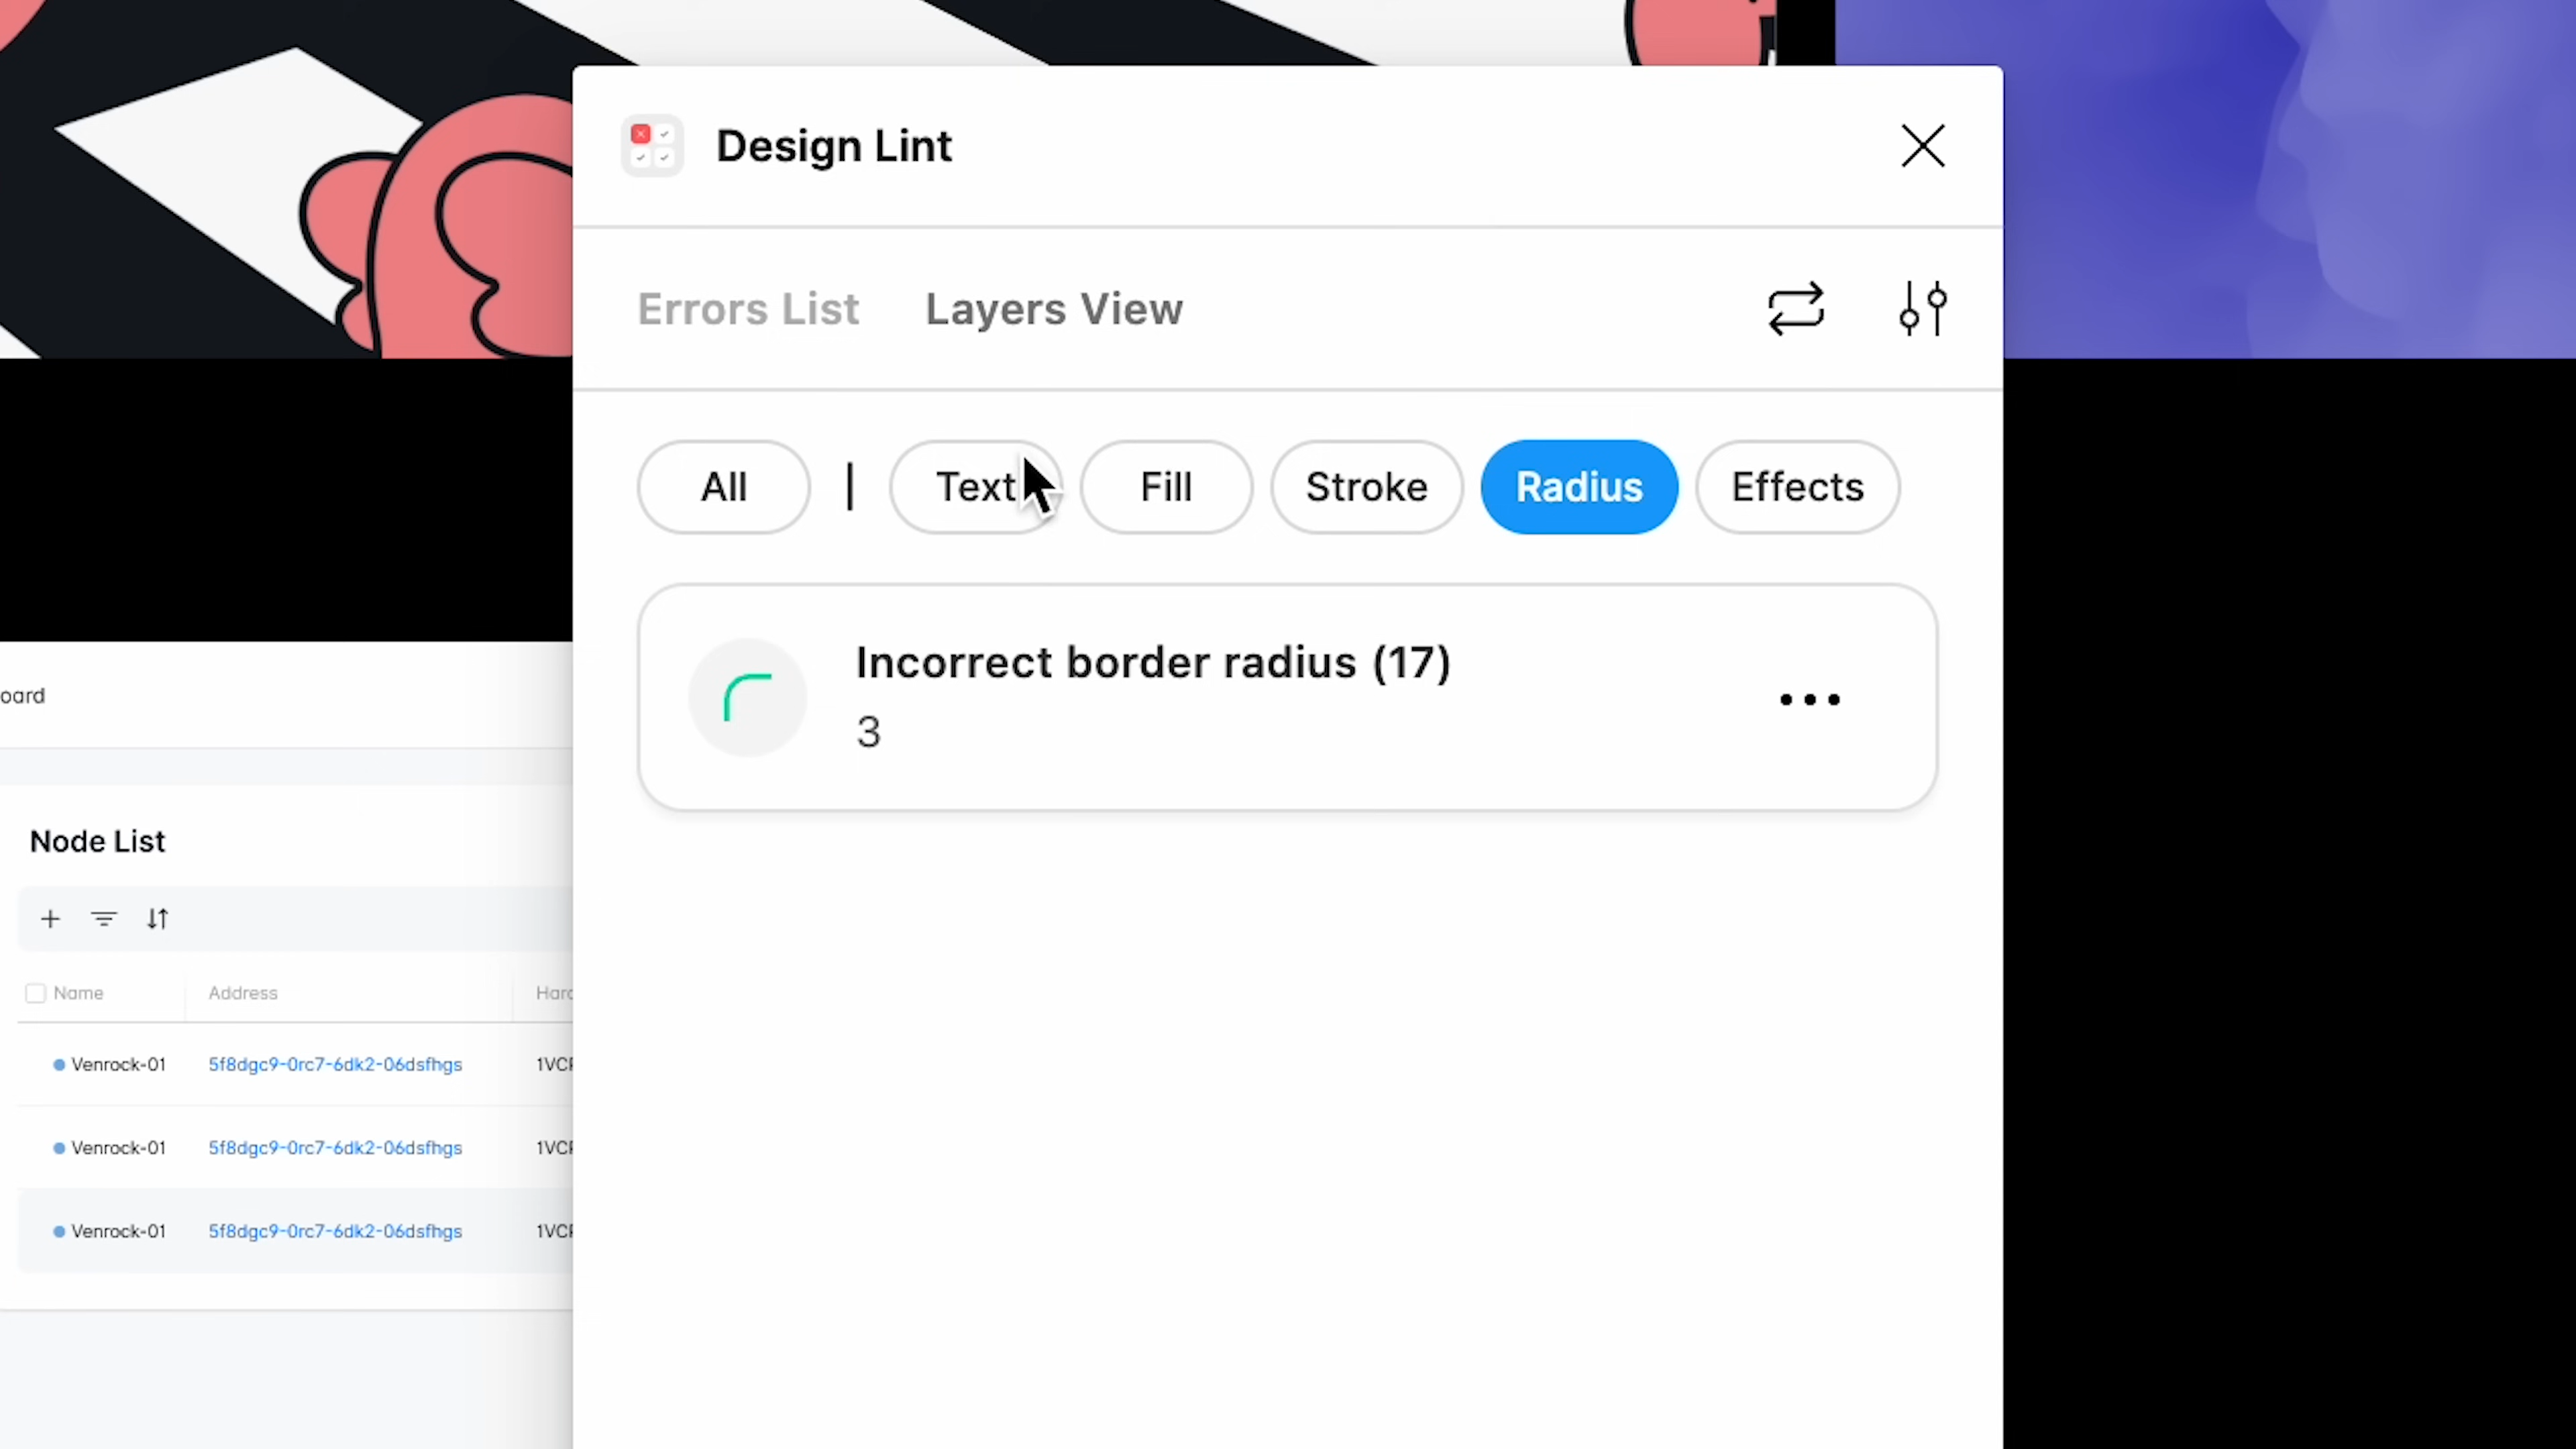 Design Lint
Errors List Layers View
All | Text Fill Stroke Radius Effects
Incorrect border radius (17)
3
oard
Node List
Name Address
Venrock-01 5f8dgc9-0rc7-6dk2-06dsfhgs
Venrock-01 5f8dgc9-0rc7-6dk2-06dsfhgs
Venrock-01 5f8dgc9-0rc7-6dk2-06dsfhgs